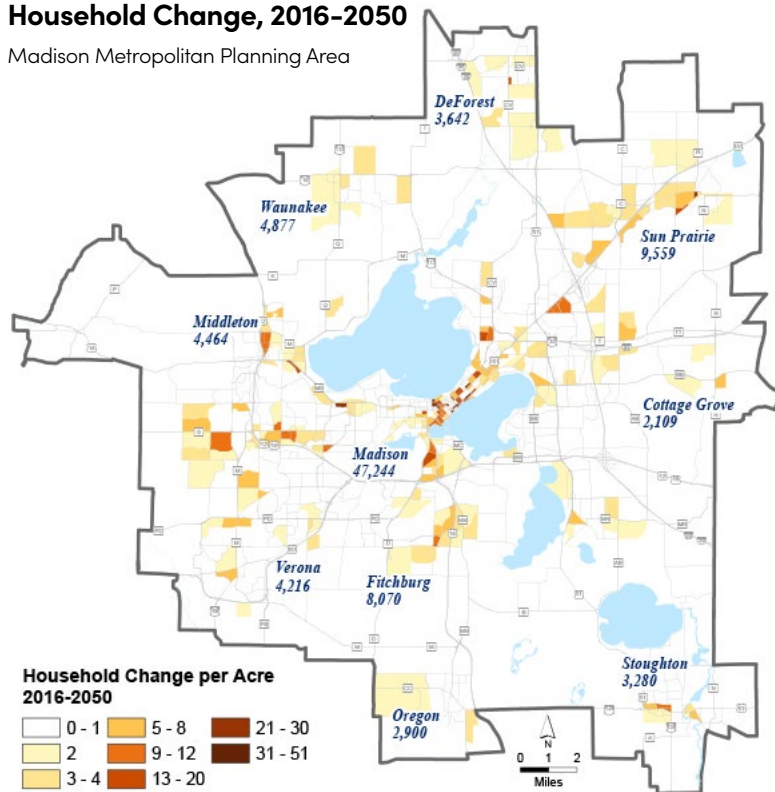 Household Change, 2016-2050
Madison Metropolitan Planning Area
DeForest
3,642
Waunakee
4,877
Sun Prairie
9,559
Middleton
4,464
Cottage Grove
2,109
Madison
47,244
Verona
4,216
Fitchburg
8,070
Stoughton
3,280
Oregon
2,900
Household Change per Acre
2016-2050
0 - 1
2
3 - 4
5 - 8
9 - 12
13 - 20
21 - 30
31 - 51
N
0 1 2
Miles